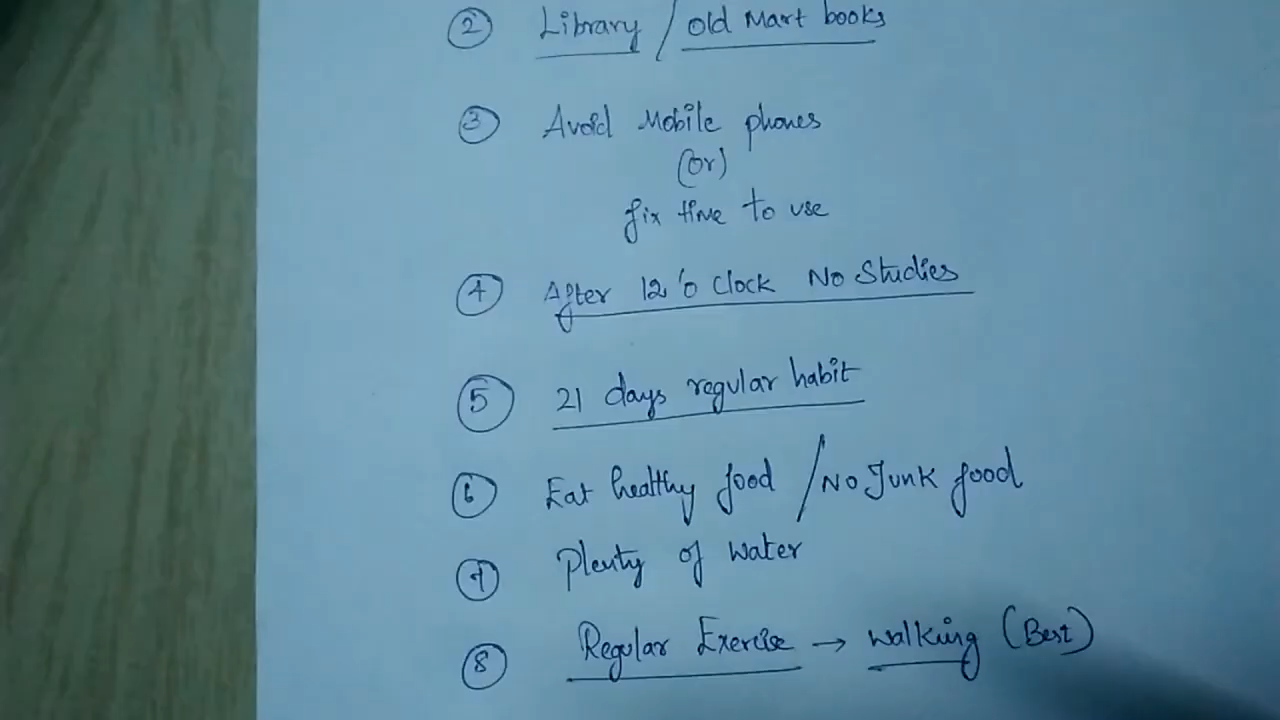 ② Library / old Mart books
③ Avoid Mobile phones
(or)
fix time to use
④ After 12 'o clock No Studies
⑤ 21 days regular habit
⑥ Eat healthy food / No Junk food
⑦ Plenty of water
⑧ Regular Exercise → walking (Best)